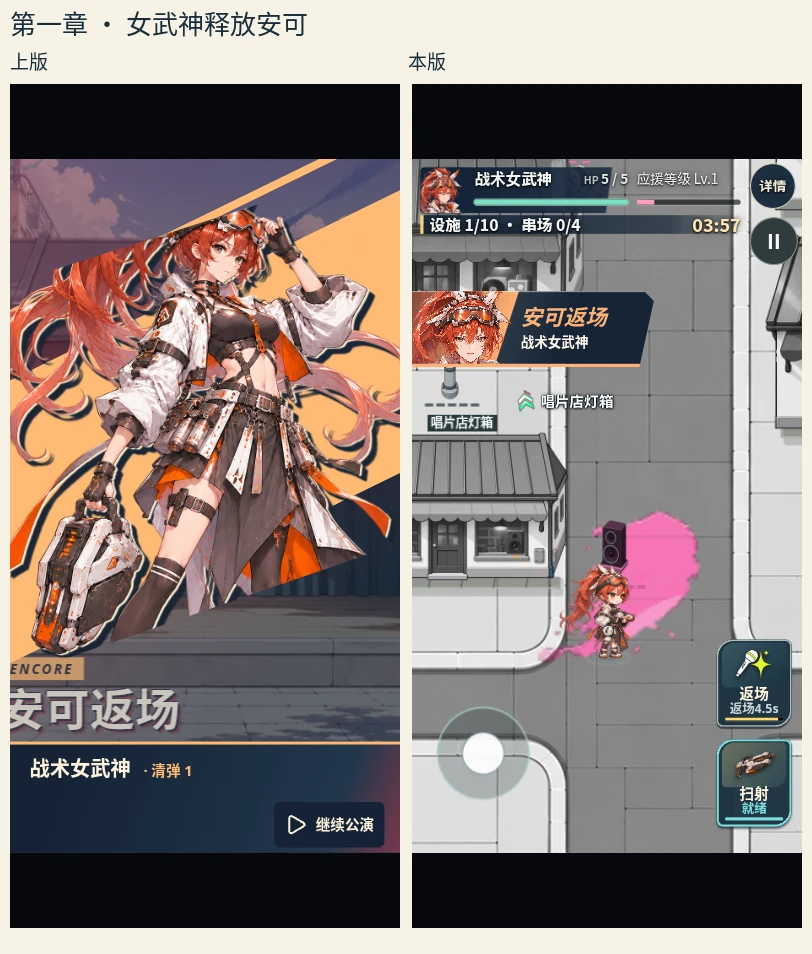 第一章 · 女武神释放安可
上版
本版
ENCORE
安可返场
战术女武神 · 清弹 1
继续公演
战术女武神 HP 5 / 5 应援等级 Lv.1
详情
设施 1/10 · 串场 0/4 03:57
安可返场
战术女武神
唱片店灯箱
唱片店灯箱
返场
返场4.5s
扫射
就绪